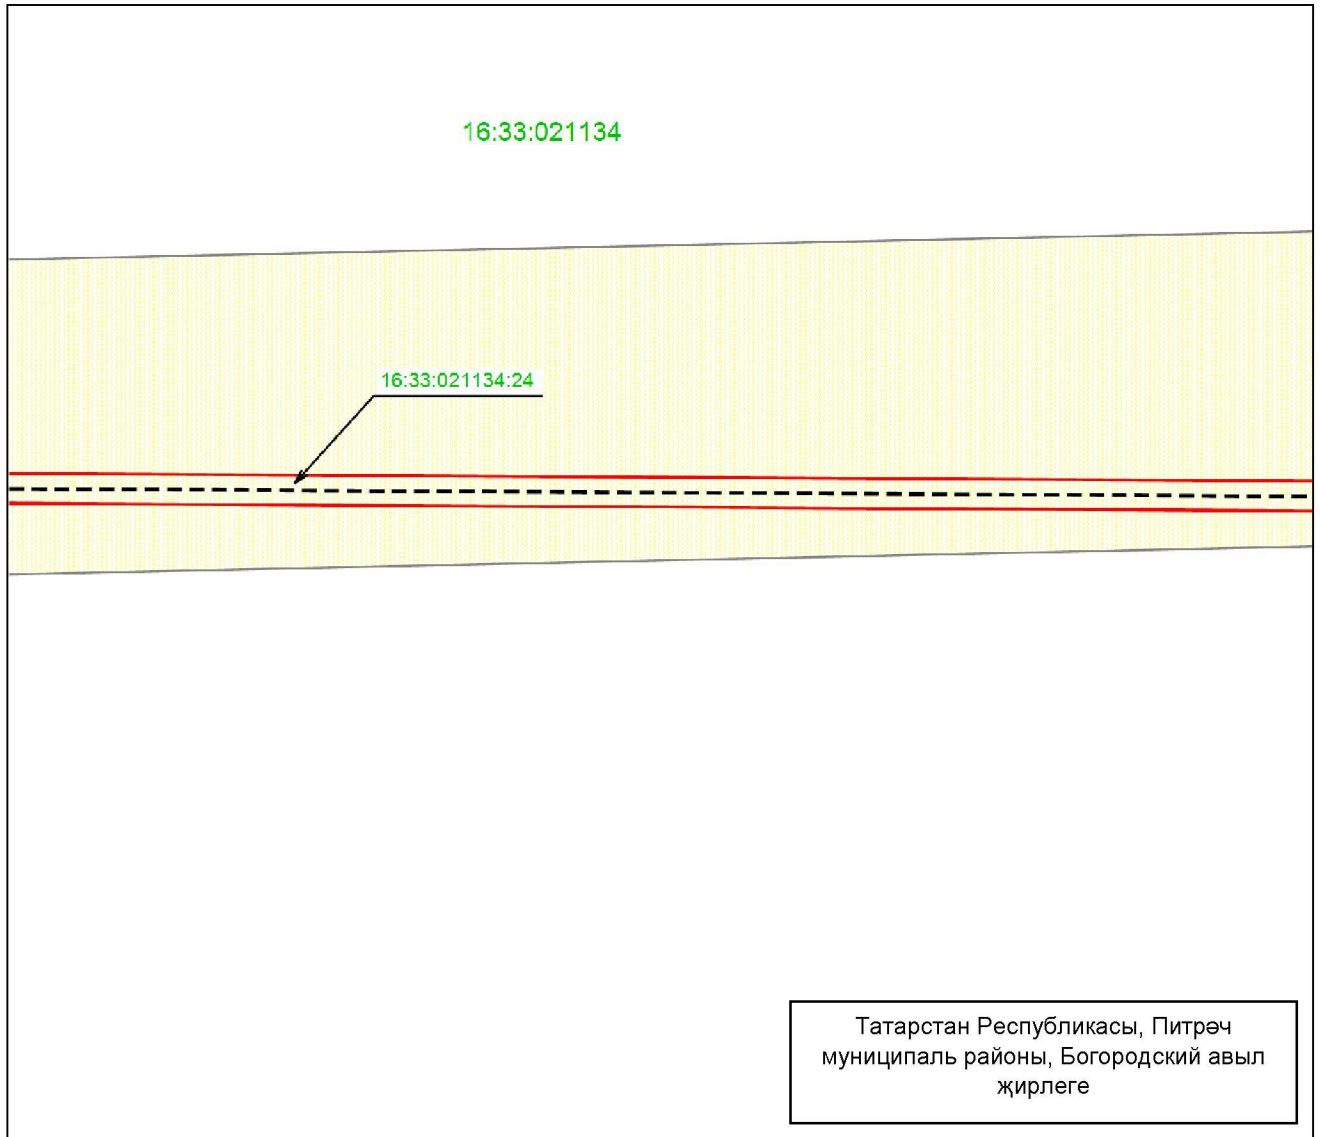 16:33:021134
16:33:021134:24
Татарстан Республикасы, Питрәч
муниципаль районы, Богородский авыл
җирлеге